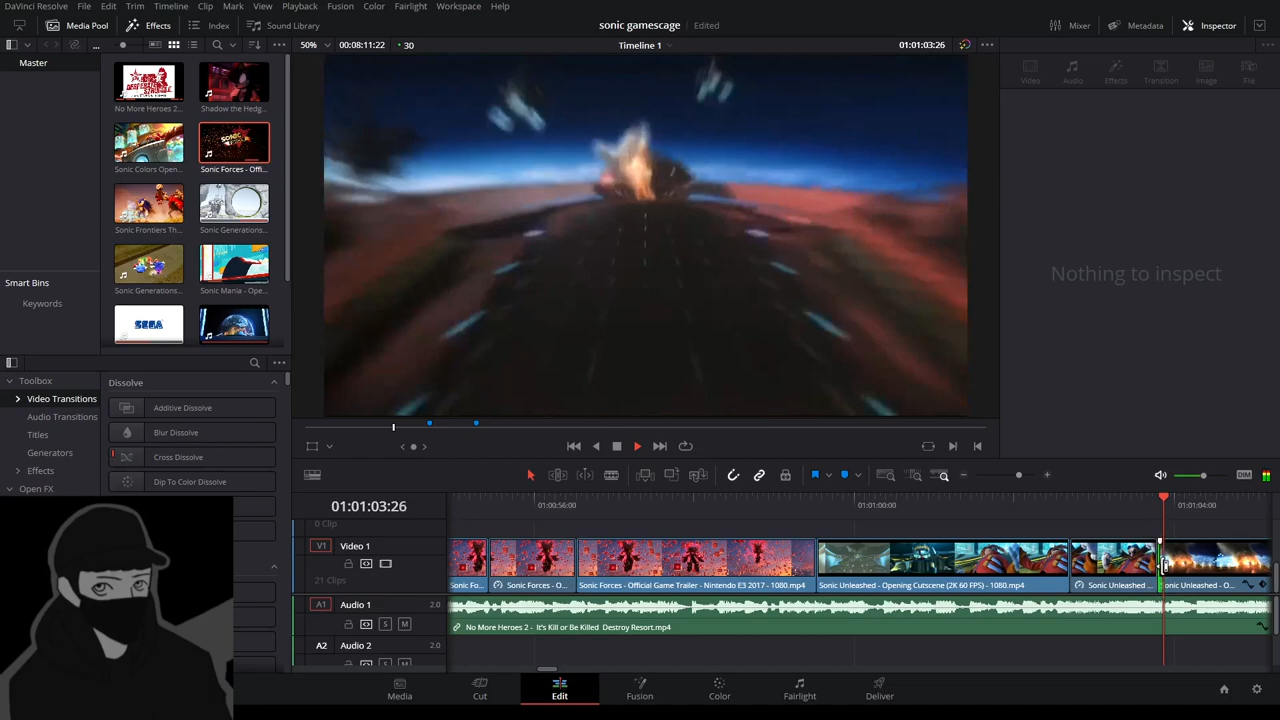 DaVinci Resolve File Edit Trim Timeline Clip Mark View Playback Fusion Color Fairlight Workspace Help
Media Pool Effects Index Sound Library sonic gamescage Edited Mixer Metadata Inspector
... 50% 00:08:11:22 30 Timeline 1 01:01:03:26
Master
No More Heroes 2... Shadow the Hedg...
Sonic Colors Open... Sonic Forces - Offi...
Sonic Frontiers Th... Sonic Generations...
Sonic Generations... Sonic Mania - Ope...
SEGA
Smart Bins
Keywords
Video Audio Effects Transition Image File
Nothing to inspect
Toolbox
Video Transitions
Audio Transitions
Titles
Generators
Effects
Open FX
Dissolve
Additive Dissolve
Blur Dissolve
Cross Dissolve
Dip To Color Dissolve
DIM
01:01:03:26
01:00:56:00 01:01:00:00 01:01:04:00
0 Clip
V1 Video 1
21 Clips
Sonic Fo... Sonic Forces - O... Sonic Forces - Official Game Trailer - Nintendo E3 2017 - 1080p.mp4 Sonic Unleashed - Opening Cutscene (2K 60 FPS) - 1080.mp4 Sonic Unleashed ... Sonic Unleashed - O...
A1 Audio 1 2.0
S M
No More Heroes 2 - It's Kill or Be Killed Destroy Resort.mp4
A2 Audio 2 2.0
Media Cut Edit Fusion Color Fairlight Deliver